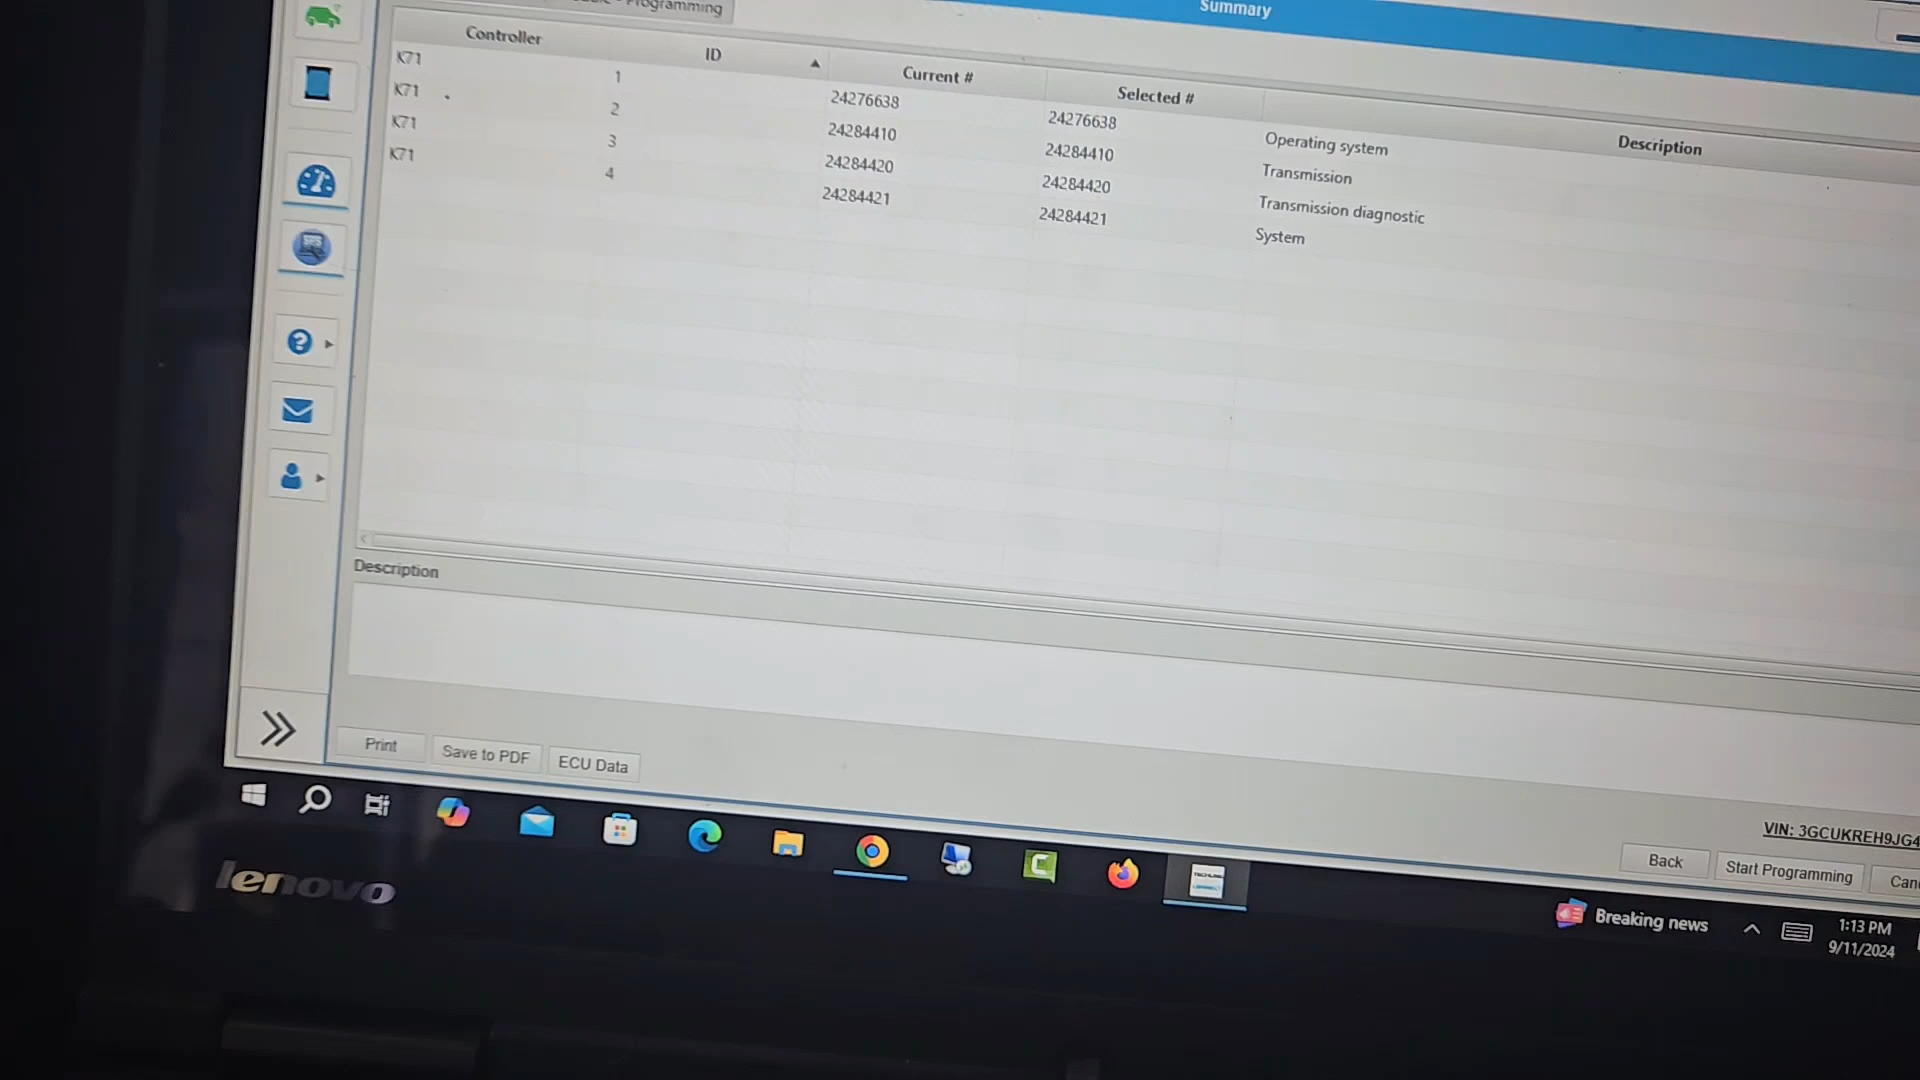 Programming
Summary
Controller ID Current # Selected # Description
K71 1 24276638 24276638 Operating system
K71 2 24284410 24284410 Transmission
K71 3 24284420 24284420 Transmission diagnostic
K71 4 24284421 24284421 System
Description
Print Save to PDF ECU Data
VIN: 3GCUKREH9JG4
Back Start Programming Can
Breaking news
1:13 PM
9/11/2024
lenovo